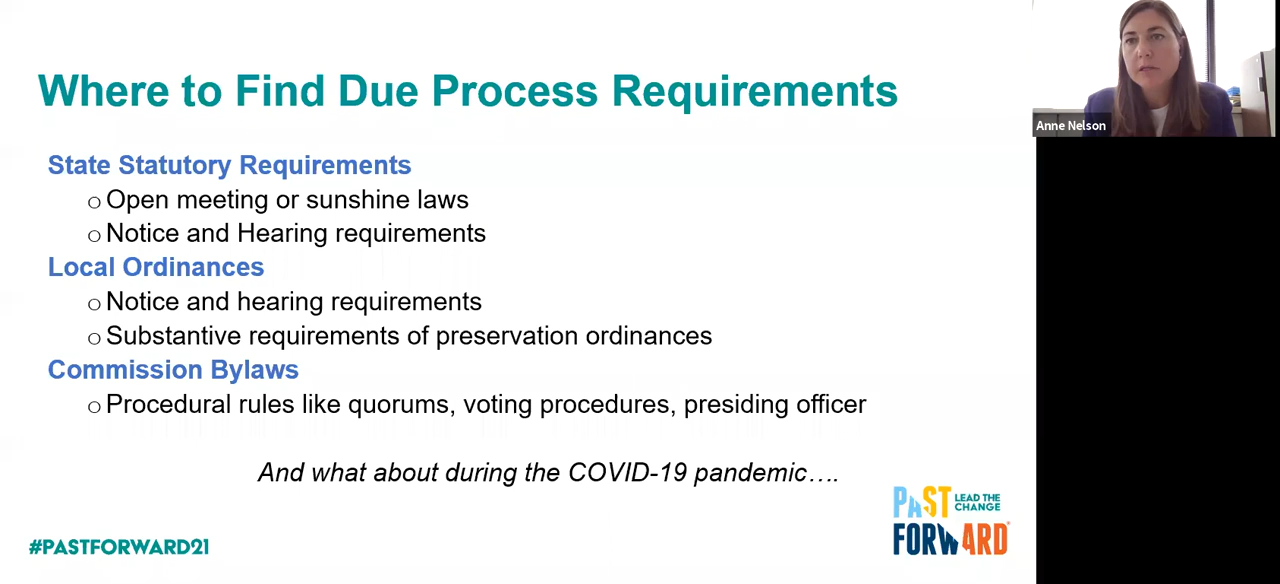 Where to Find Due Process Requirements
Anne Nelson
State Statutory Requirements
o Open meeting or sunshine laws
o Notice and Hearing requirements
Local Ordinances
o Notice and hearing requirements
o Substantive requirements of preservation ordinances
Commission Bylaws
o Procedural rules like quorums, voting procedures, presiding officer
And what about during the COVID-19 pandemic….
PAST LEAD THE
CHANGE
FORWARD®
#PASTFORWARD21